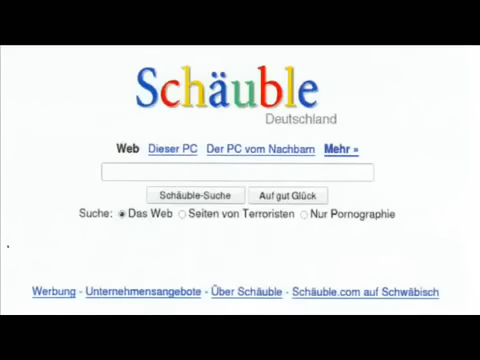 Schäuble
Deutschland
Web Dieser PC Der PC vom Nachbarn Mehr »
Schäuble-Suche Auf gut Glück
Suche: Das Web Seiten von Terroristen Nur Pornographie
Werbung - Unternehmensangebote - Über Schäuble - Schäuble.com auf Schwäbisch